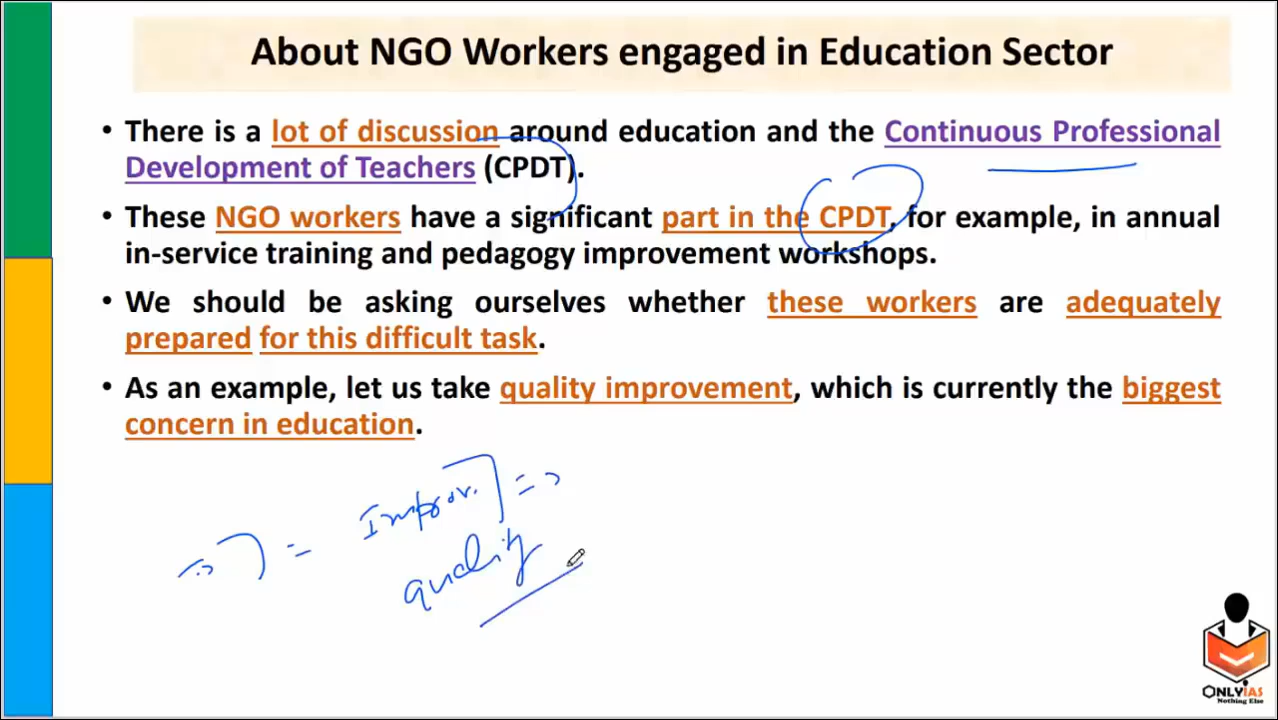 About NGO Workers engaged in Education Sector
• There is a lot of discussion around education and the Continuous Professional
Development of Teachers (CPDT).
• These NGO workers have a significant part in the CPDT, for example, in annual
in-service training and pedagogy improvement workshops.
• We should be asking ourselves whether these workers are adequately
prepared for this difficult task.
• As an example, let us take quality improvement, which is currently the biggest
concern in education.
Improv.
quality
ONLYIAS
Nothing Else